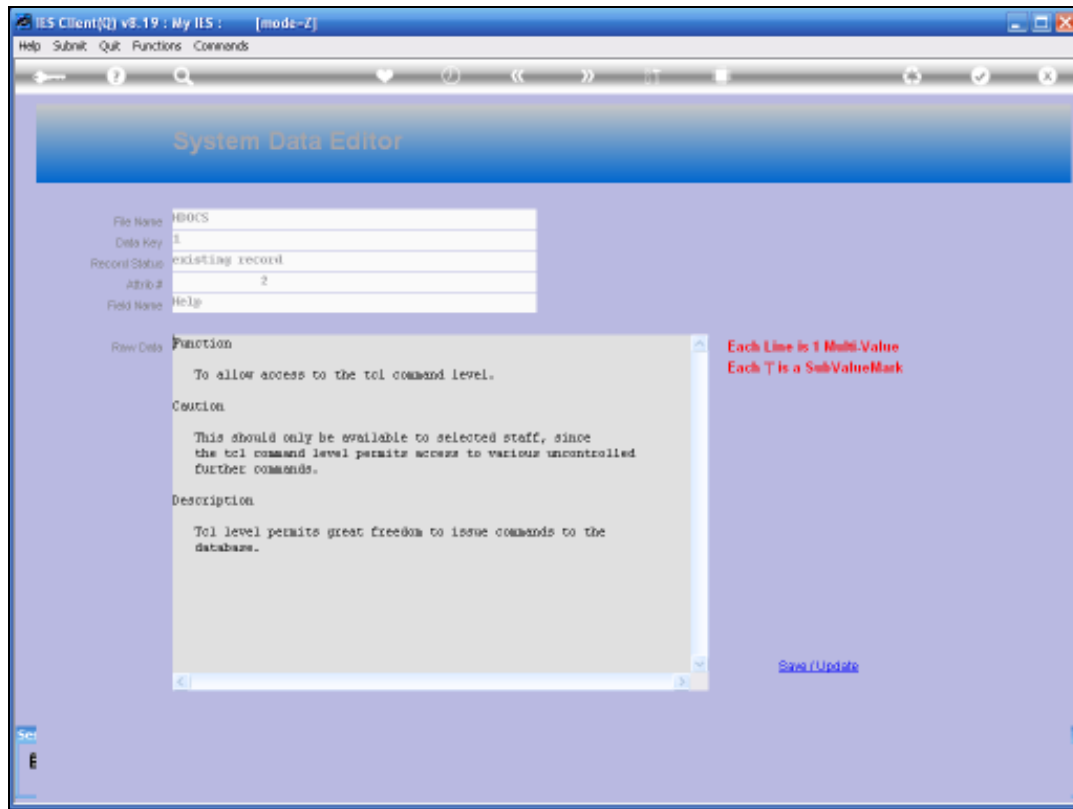 IES Client(Q) v8.19 : My IES : [mode=Z]
Help Submit Quit Functions Commands
System Data Editor
File Name HDOCS
Data Key 1
Record Status existing record
Attrib # 2
Field Name Help
Raw Data Function
To allow access to the tcl command level.
Caution
This should only be available to selected staff, since
the tcl command level permits access to various uncontrolled
further commands.
Description
Tcl level permits great freedom to issue commands to the
database.
Each Line is 1 Multi-Value
Each '|' is a SubValueMark
Save / Update